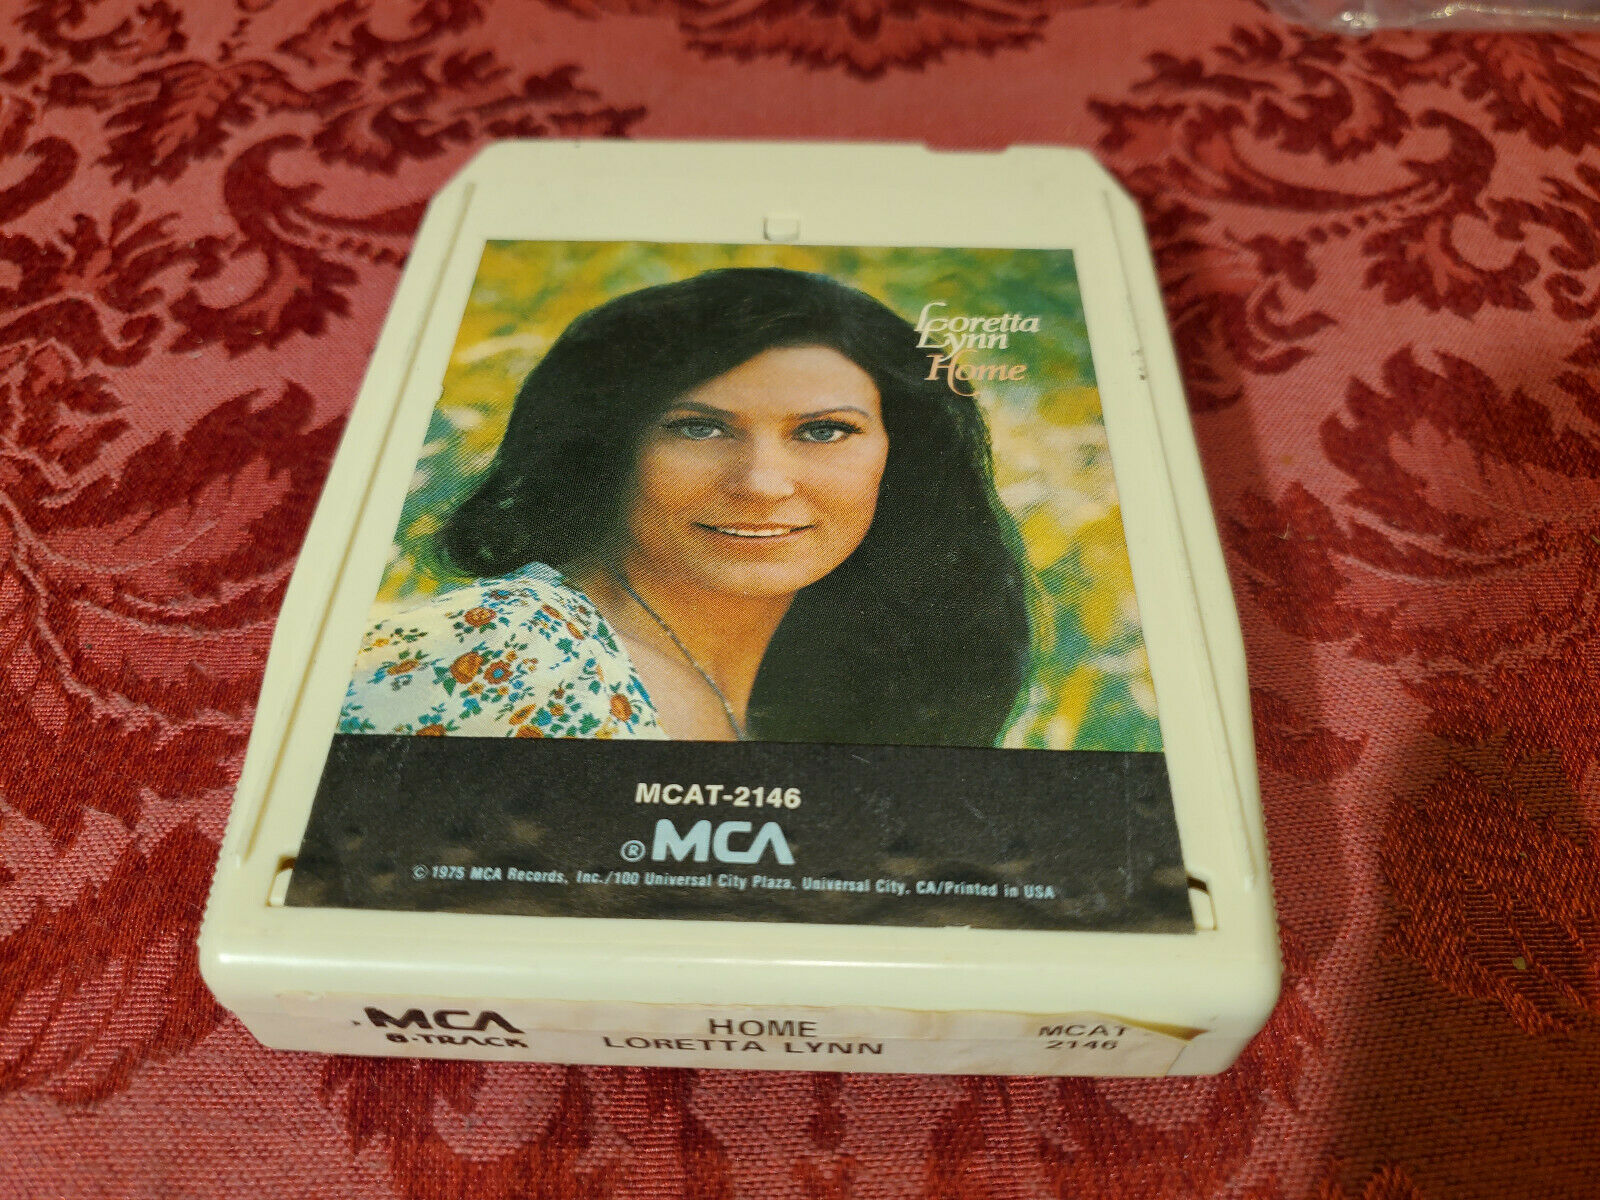 Loretta
Lynn
Home
MCAT-2146
® MCA
© 1975 MCA Records, Inc./100 Universal City Plaza, Universal City, CA/Printed in USA
MCA
8·TRACK
HOME
LORETTA LYNN
MCAT
2146